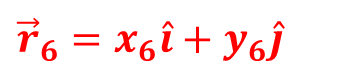 r⃗₆ = x₆î + y₆ĵ